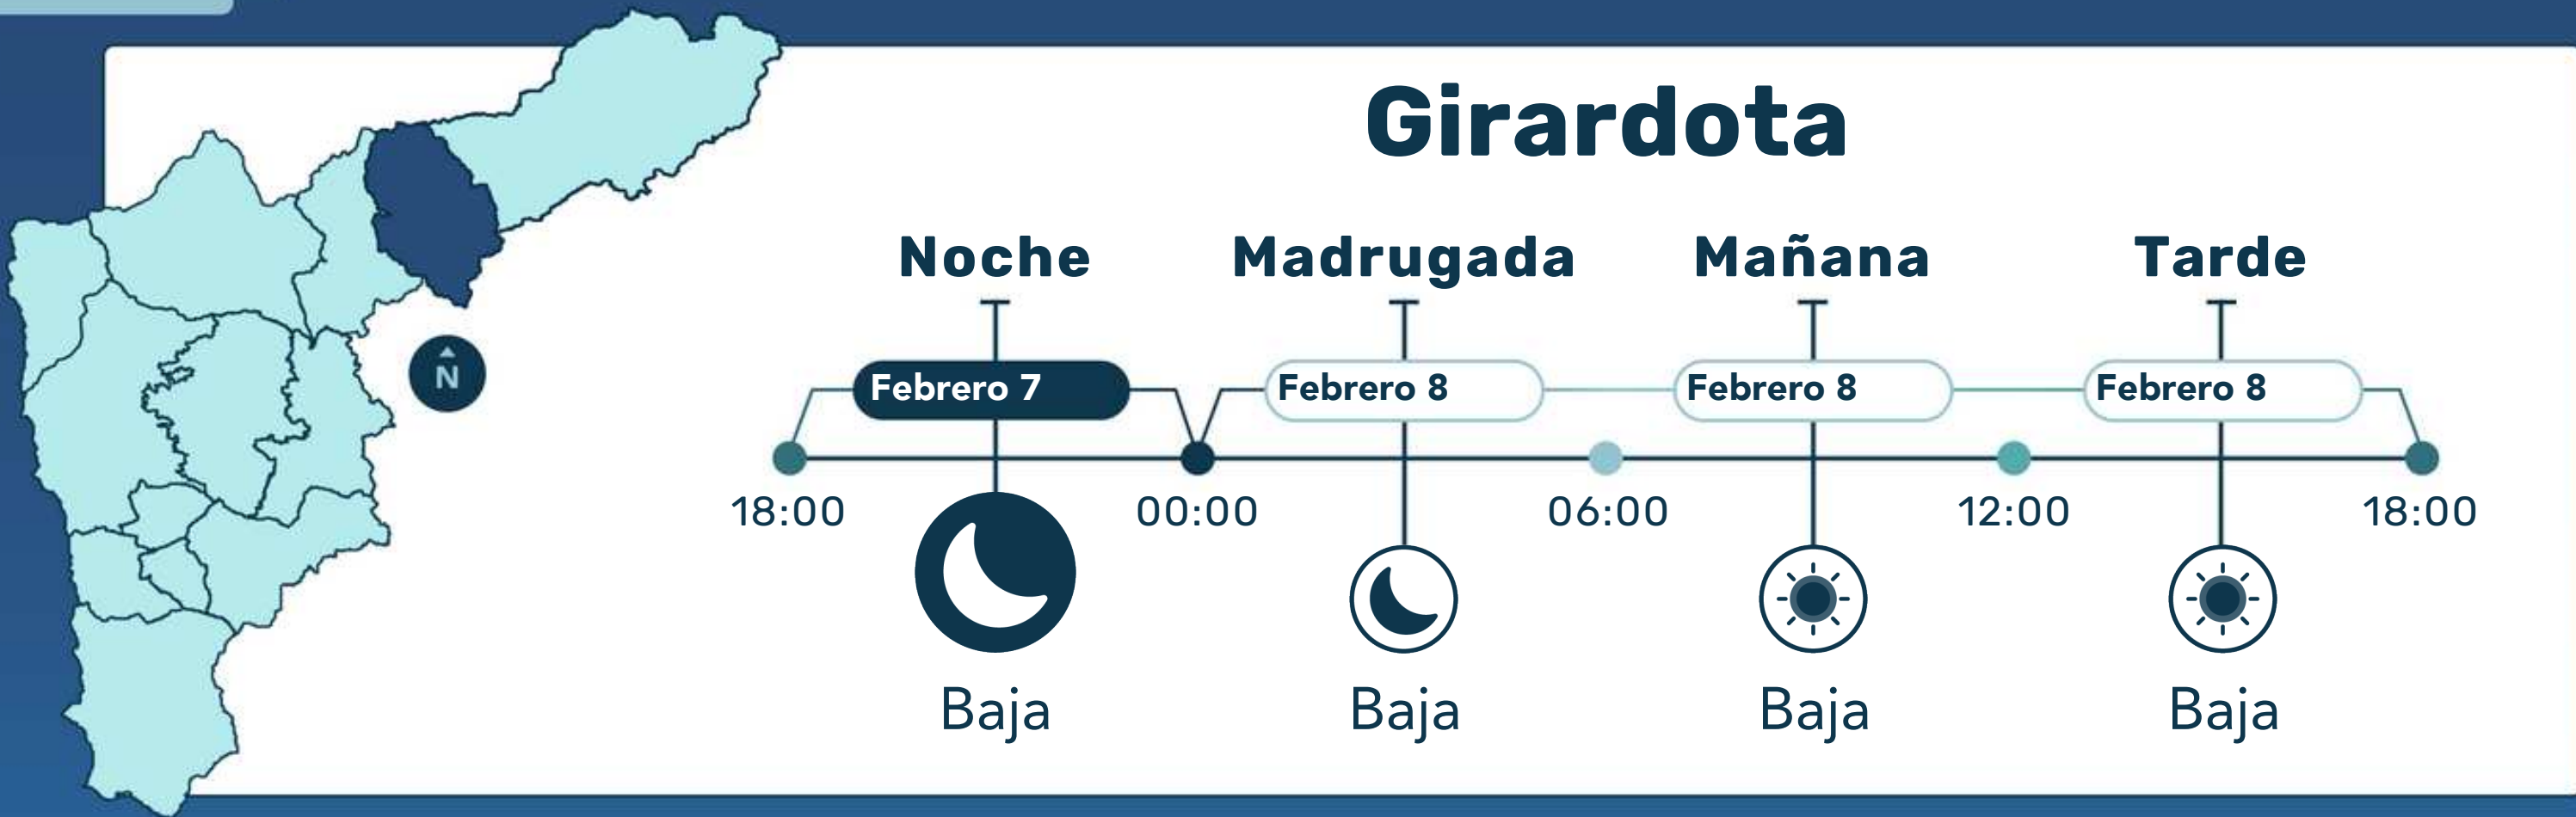 Girardota
Noche
Madrugada
Mañana
Tarde
Febrero 7
Febrero 8
Febrero 8
Febrero 8
N
18:00
00:00
06:00
12:00
18:00
Baja
Baja
Baja
Baja